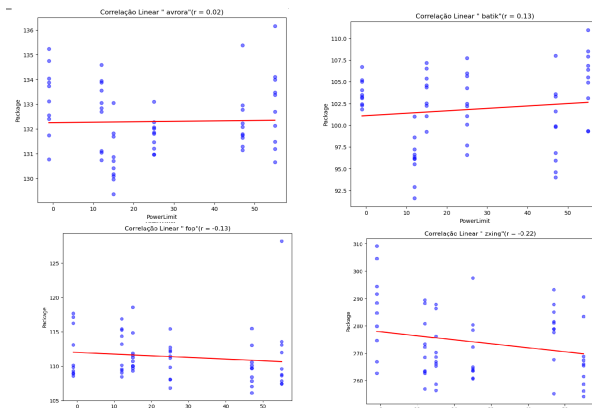 Correlação Linear " avrora"(r = 0.02)
136
135
134
133
132
131
130
Package
0 10 20 30 40 50
PowerLimit
Correlação Linear " batik"(r = 0.13)
110.0
107.5
105.0
102.5
100.0
97.5
95.0
92.5
Package
0 10 20 30 40 50
PowerLimit
Correlação Linear " fop"(r = -0.13)
125
120
115
110
105
Package
0 10 20 30 40 50
Correlação Linear " zxing"(r = -0.22)
310
300
290
280
270
260
Package